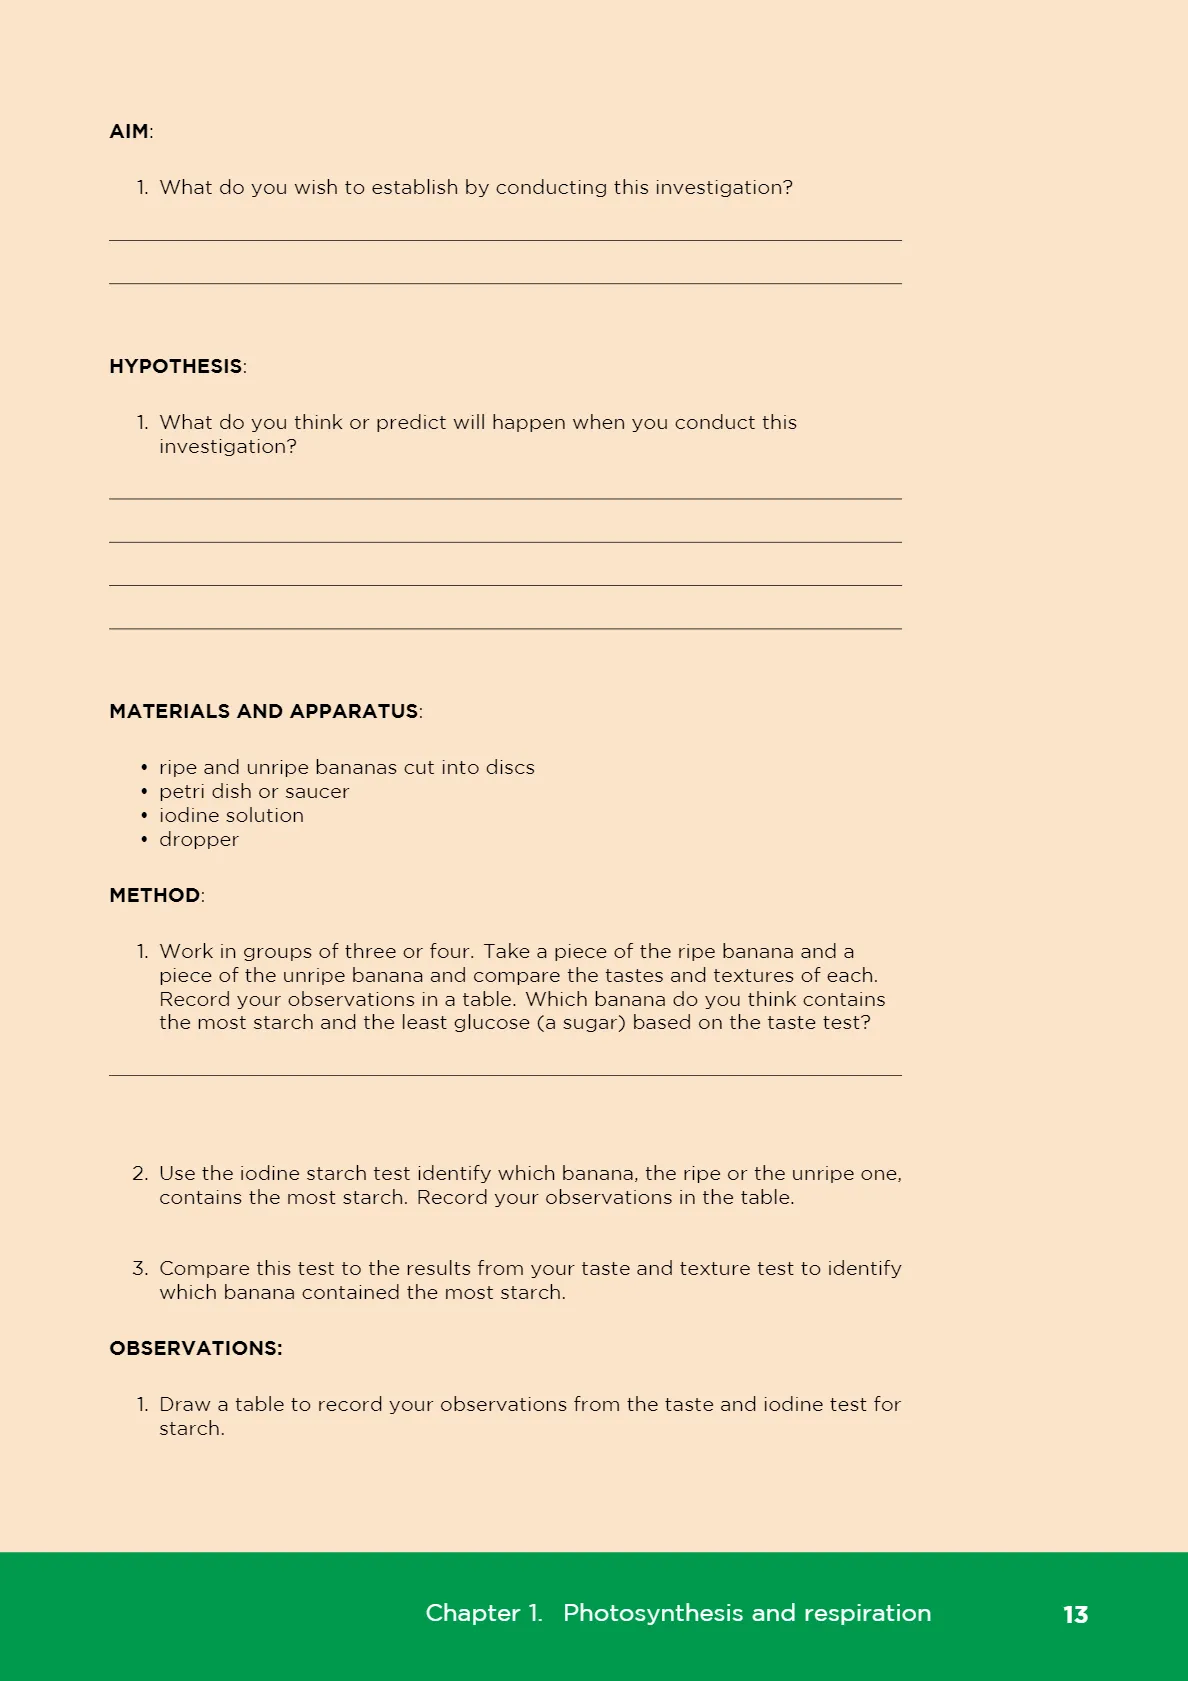 AIM:
1. What do you wish to establish by conducting this investigation?
HYPOTHESIS:
1. What do you think or predict will happen when you conduct this
investigation?
MATERIALS AND APPARATUS:
• ripe and unripe bananas cut into discs
• petri dish or saucer
• iodine solution
• dropper
METHOD:
1. Work in groups of three or four. Take a piece of the ripe banana and a
piece of the unripe banana and compare the tastes and textures of each.
Record your observations in a table. Which banana do you think contains
the most starch and the least glucose (a sugar) based on the taste test?
2. Use the iodine starch test identify which banana, the ripe or the unripe one,
contains the most starch. Record your observations in the table.
3. Compare this test to the results from your taste and texture test to identify
which banana contained the most starch.
OBSERVATIONS:
1. Draw a table to record your observations from the taste and iodine test for
starch.
Chapter 1. Photosynthesis and respiration 13